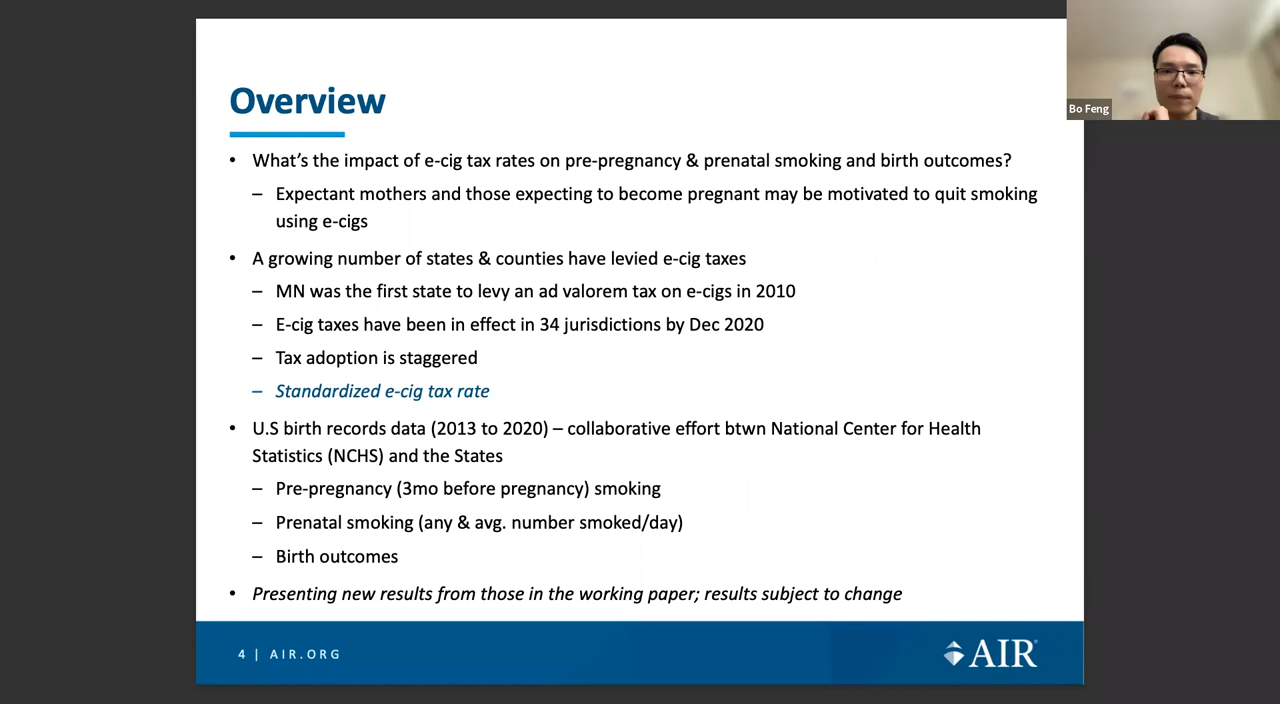 Overview
• What’s the impact of e-cig tax rates on pre-pregnancy & prenatal smoking and birth outcomes?
– Expectant mothers and those expecting to become pregnant may be motivated to quit smoking
using e-cigs
• A growing number of states & counties have levied e-cig taxes
– MN was the first state to levy an ad valorem tax on e-cigs in 2010
– E-cig taxes have been in effect in 34 jurisdictions by Dec 2020
– Tax adoption is staggered
– Standardized e-cig tax rate
• U.S birth records data (2013 to 2020) – collaborative effort btwn National Center for Health
Statistics (NCHS) and the States
– Pre-pregnancy (3mo before pregnancy) smoking
– Prenatal smoking (any & avg. number smoked/day)
– Birth outcomes
• Presenting new results from those in the working paper; results subject to change
4 | AIR.ORG
AIR®
Bo Feng